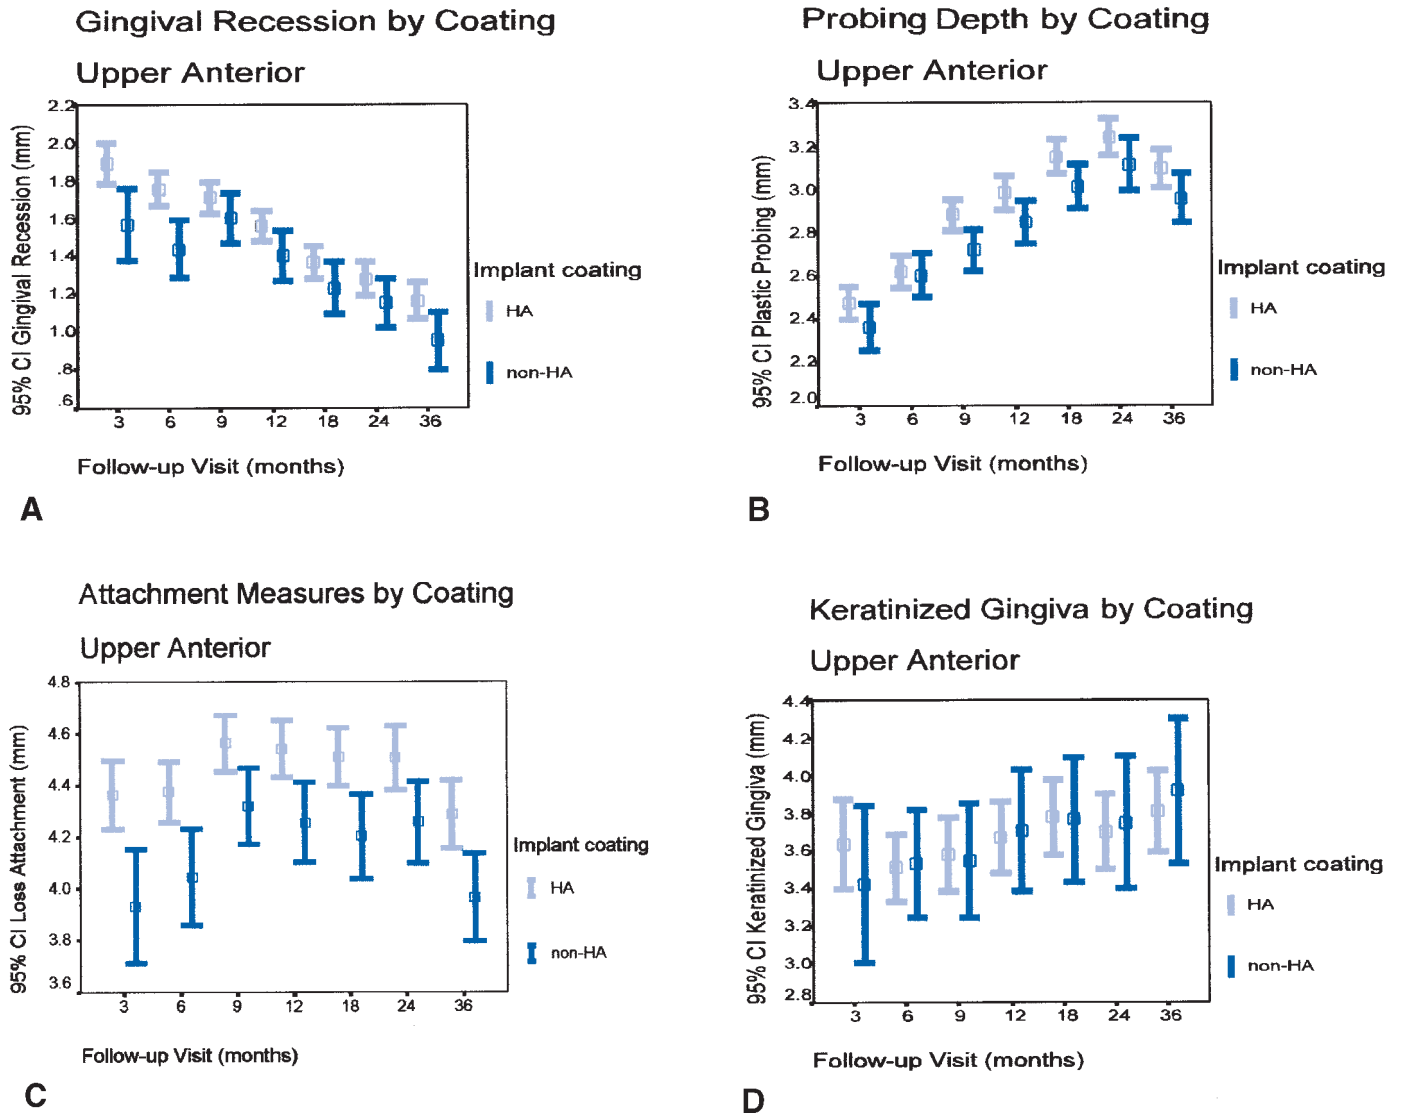 Gingival Recession by Coating
Upper Anterior
95% CI Gingival Recession (mm)
2.2
2.0
1.8
1.6
1.4
1.2
1.0
.8
.6
3 6 9 12 18 24 36
Follow-up Visit (months)
Implant coating
HA
non-HA
A
Probing Depth by Coating
Upper Anterior
95% CI Plastic Probing (mm)
3.4
3.2
3.0
2.8
2.6
2.4
2.2
2.0
3 6 9 12 18 24 36
Follow-up Visit (months)
Implant coating
HA
non-HA
B
Attachment Measures by Coating
Upper Anterior
95% CI Loss Attachment (mm)
4.8
4.6
4.4
4.2
4.0
3.8
3.6
3 6 9 12 18 24 36
Follow-up Visit (months)
Implant coating
HA
non-HA
C
Keratinized Gingiva by Coating
Upper Anterior
95% CI Keratinized Gingiva (mm)
4.4
4.2
4.0
3.8
3.6
3.4
3.2
3.0
2.8
3 6 9 12 18 24 36
Follow-up Visit (months)
Implant coating
HA
non-HA
D